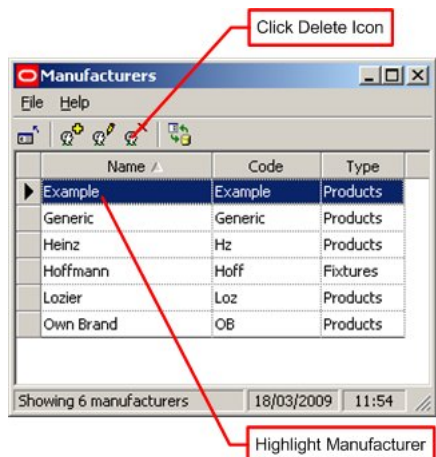 Click Delete Icon
Manufacturers
File Help
Name Code Type
Example Example Products
Generic Generic Products
Heinz Hz Products
Hoffmann Hoff Fixtures
Lozier Loz Products
Own Brand OB Products
Showing 6 manufacturers 18/03/2009 11:54
Highlight Manufacturer